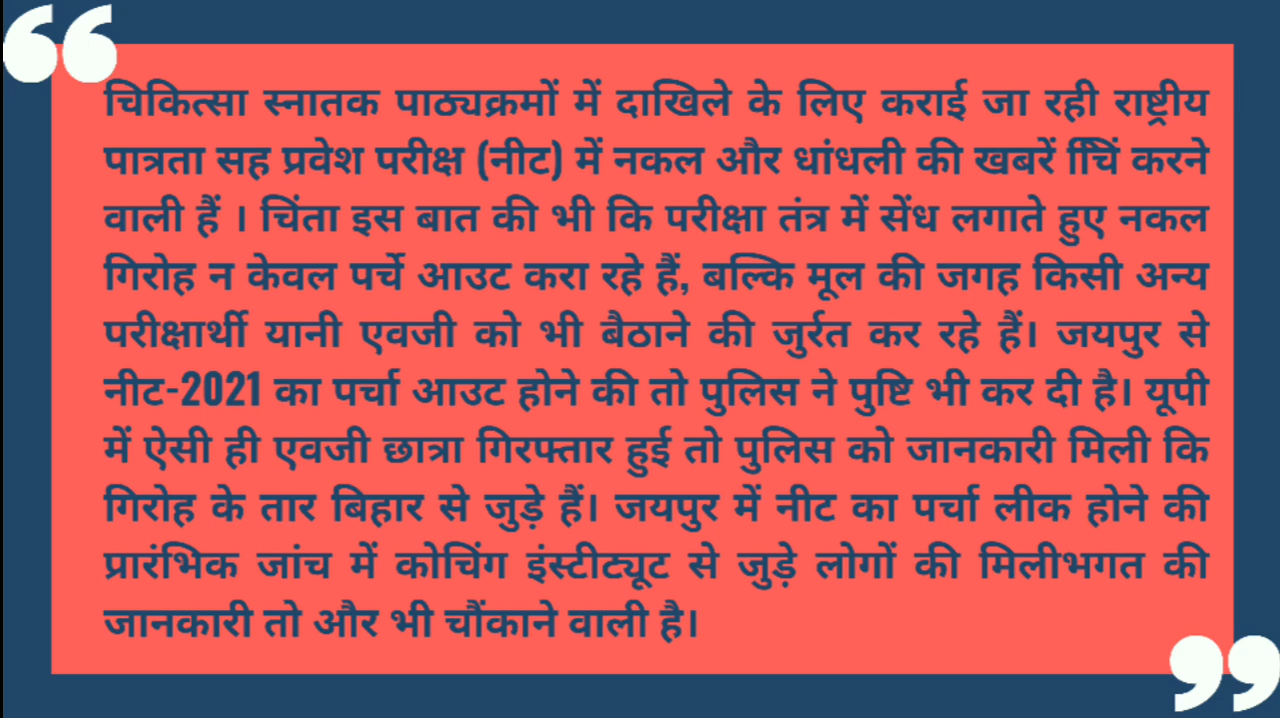 चिकित्सा स्नातक पाठ्यक्रमों में दाखिले के लिए कराई जा रही राष्ट्रीय
पात्रता सह प्रवेश परीक्ष (नीट) में नकल और धांधली की खबरें चिंि करने
वाली हैं । चिंता इस बात की भी कि परीक्षा तंत्र में सेंध लगाते हुए नकल
गिरोह न केवल पर्चे आउट करा रहे हैं, बल्कि मूल की जगह किसी अन्य
परीक्षार्थी यानी एवजी को भी बैठाने की जुर्रत कर रहे हैं। जयपुर से
नीट-2021 का पर्चा आउट होने की तो पुलिस ने पुष्टि भी कर दी है। यूपी
में ऐसी ही एवजी छात्रा गिरफ्तार हुई तो पुलिस को जानकारी मिली कि
गिरोह के तार बिहार से जुड़े हैं। जयपुर में नीट का पर्चा लीक होने की
प्रारंभिक जांच में कोचिंग इंस्टीट्यूट से जुड़े लोगों की मिलीभगत की
जानकारी तो और भी चौंकाने वाली है।